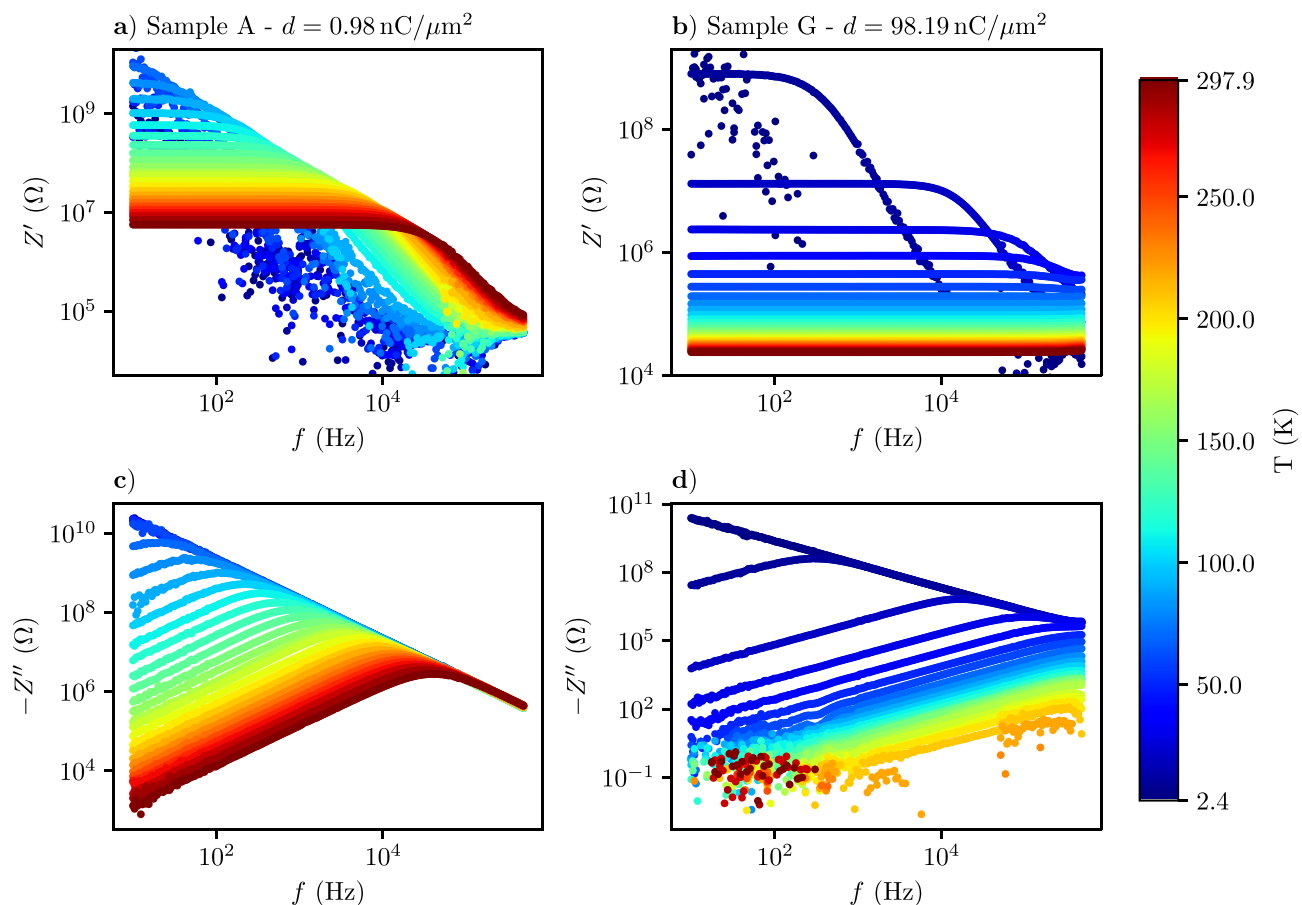 a) Sample A - d = 0.98 nC/μm²
b) Sample G - d = 98.19 nC/μm²
Z′ (Ω)
10⁹
10⁷
10⁵
10² 10⁴
f (Hz)
Z′ (Ω)
10⁸
10⁶
10⁴
10² 10⁴
f (Hz)
c)
−Z″ (Ω)
10¹⁰
10⁸
10⁶
10⁴
10² 10⁴
f (Hz)
d)
−Z″ (Ω)
10¹¹
10⁸
10⁵
10²
10⁻¹
10² 10⁴
f (Hz)
297.9
250.0
200.0
150.0
100.0
50.0
2.4
T (K)